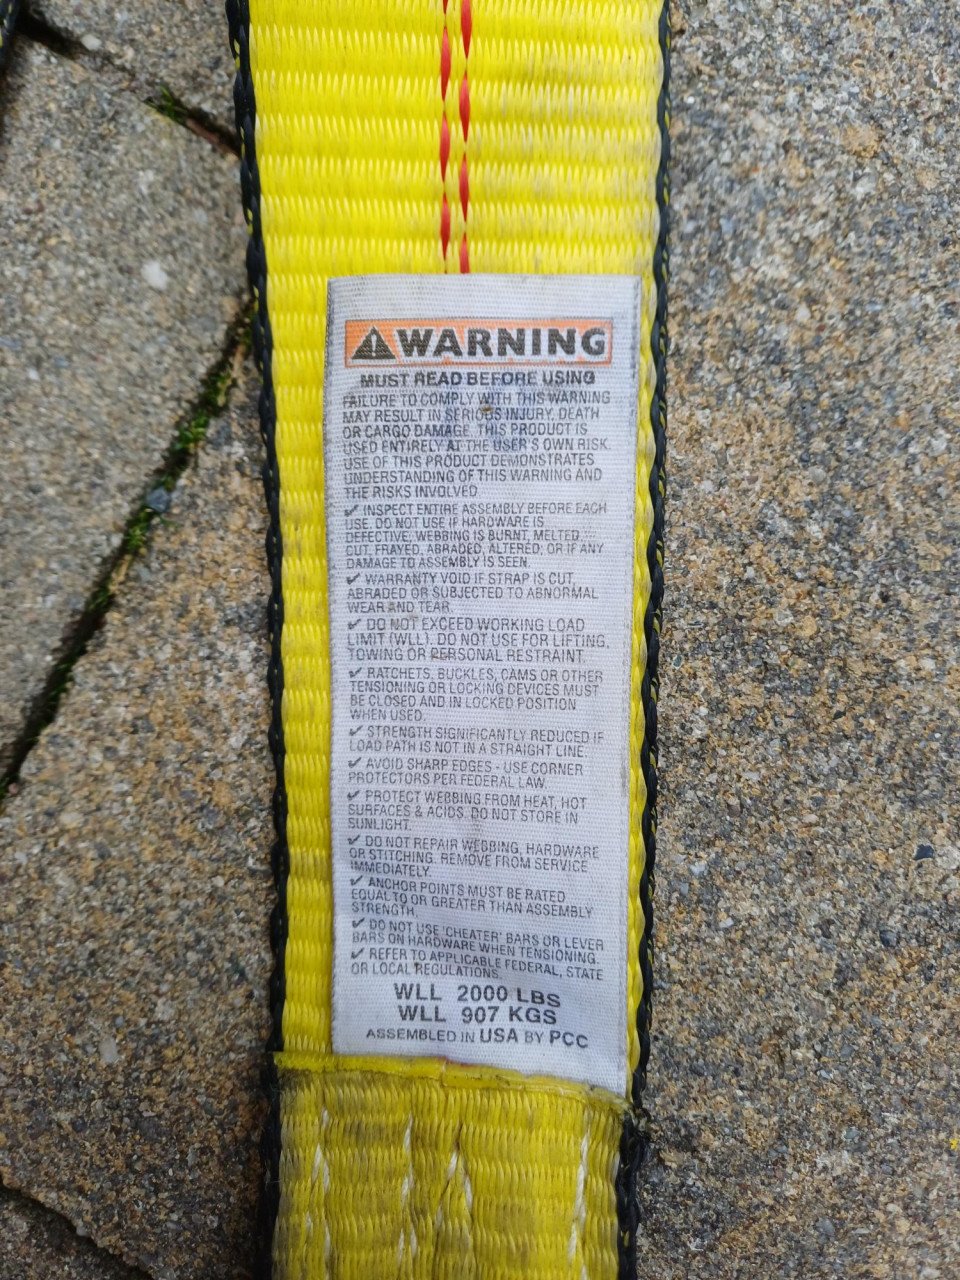 WARNING
MUST READ BEFORE USING
FAILURE TO COMPLY WITH THIS WARNING
MAY RESULT IN SERIOUS INJURY, DEATH
OR CARGO DAMAGE. THIS PRODUCT IS
USED ENTIRELY AT THE USER'S OWN RISK.
USE OF THIS PRODUCT DEMONSTRATES
UNDERSTANDING OF THIS WARNING AND
THE RISKS INVOLVED
✔ INSPECT ENTIRE ASSEMBLY BEFORE EACH
USE. DO NOT USE IF HARDWARE IS
DEFECTIVE, WEBBING IS BURNT, MELTED,
CUT, FRAYED, ABRADED, ALTERED, OR IF ANY
DAMAGE TO ASSEMBLY IS SEEN.
✔ WARRANTY VOID IF STRAP IS CUT,
ABRADED OR SUBJECTED TO ABNORMAL
WEAR AND TEAR.
✔ DO NOT EXCEED WORKING LOAD
LIMIT (WLL). DO NOT USE FOR LIFTING,
TOWING OR PERSONAL RESTRAINT.
✔ RATCHETS, BUCKLES, CAMS OR OTHER
TENSIONING OR LOCKING DEVICES MUST
BE CLOSED AND IN LOCKED POSITION
WHEN USED.
✔ STRENGTH SIGNIFICANTLY REDUCED IF
LOAD PATH IS NOT IN A STRAIGHT LINE.
✔ AVOID SHARP EDGES - USE CORNER
PROTECTORS PER FEDERAL LAW.
✔ PROTECT WEBBING FROM HEAT, HOT
SURFACES & ACIDS. DO NOT STORE IN
SUNLIGHT.
✔ DO NOT REPAIR WEBBING, HARDWARE
OR STITCHING. REMOVE FROM SERVICE
IMMEDIATELY.
✔ ANCHOR POINTS MUST BE RATED
EQUAL TO OR GREATER THAN ASSEMBLY
STRENGTH.
✔ DO NOT USE 'CHEATER' BARS OR LEVER
BARS ON HARDWARE WHEN TENSIONING.
✔ REFER TO APPLICABLE FEDERAL, STATE
OR LOCAL REGULATIONS.
WLL 2000 LBS
WLL 907 KGS
ASSEMBLED IN USA BY PCC